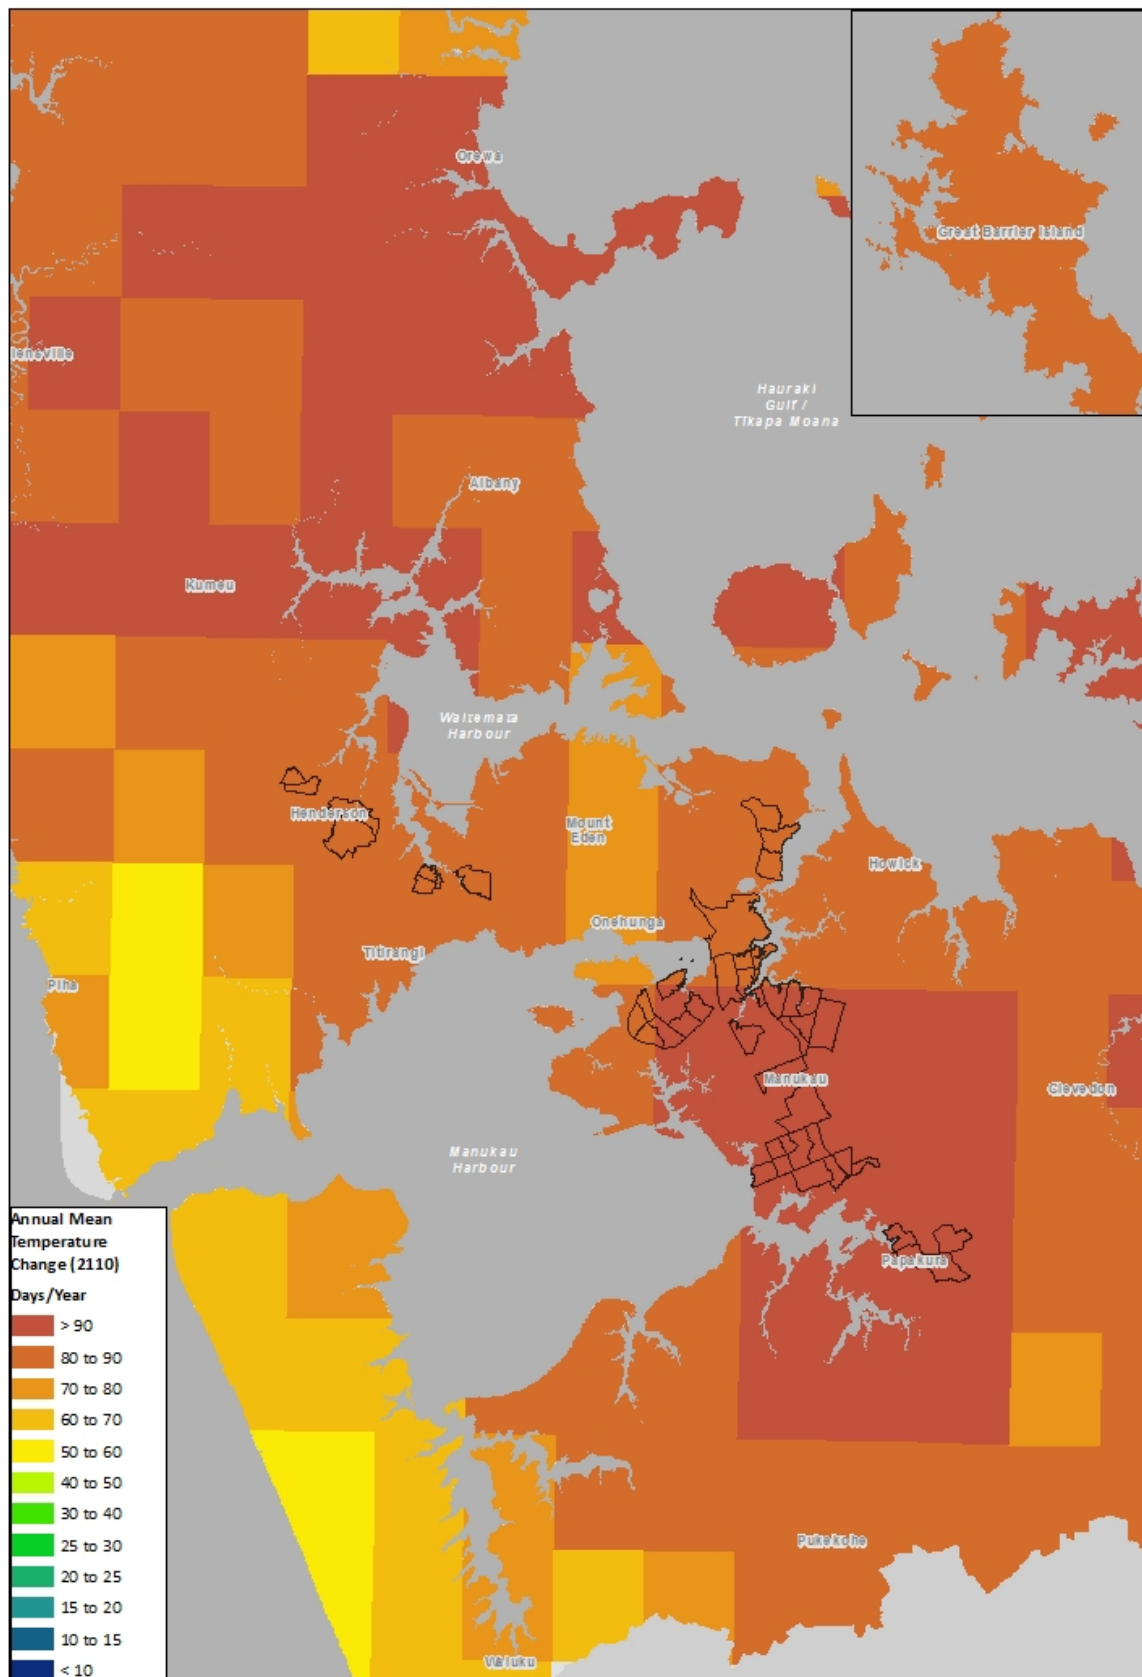 Orewa
Great Barrier Island
leneville
Hauraki
Gulf /
Tīkapa Moana
Albany
Kumeu
Waitemata
Harbour
Henderson
Mount
Eden
Howick
Onehunga
Titirangi
Piha
Manukau
Clevedon
Manukau
Harbour
Papakura
Pukekohe
Waiuku
Annual Mean
Temperature
Change (2110)
Days/Year
> 90
80 to 90
70 to 80
60 to 70
50 to 60
40 to 50
30 to 40
25 to 30
20 to 25
15 to 20
10 to 15
< 10